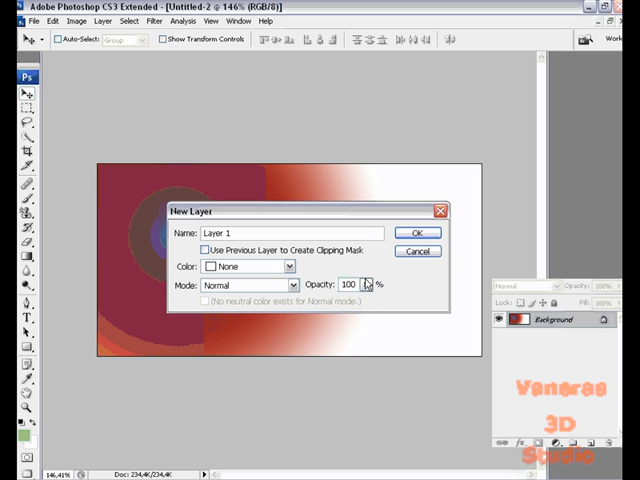 Adobe Photoshop CS3 Extended - [Untitled-2 @ 146% (RGB/8)]
File Edit Image Layer Select Filter Analysis View Window Help
Auto-Select: Group Show Transform Controls Work
Ps
New Layer
Name: Layer 1 OK
Use Previous Layer to Create Clipping Mask Cancel
Color: None
Mode: Normal Opacity: 100 %
(No neutral color exists for Normal mode.)
Normal Opacity: 100%
Lock: Fill: 100%
Background
Vanaraa
3D
Studio
146,41% Doc: 234,4K/234,4K